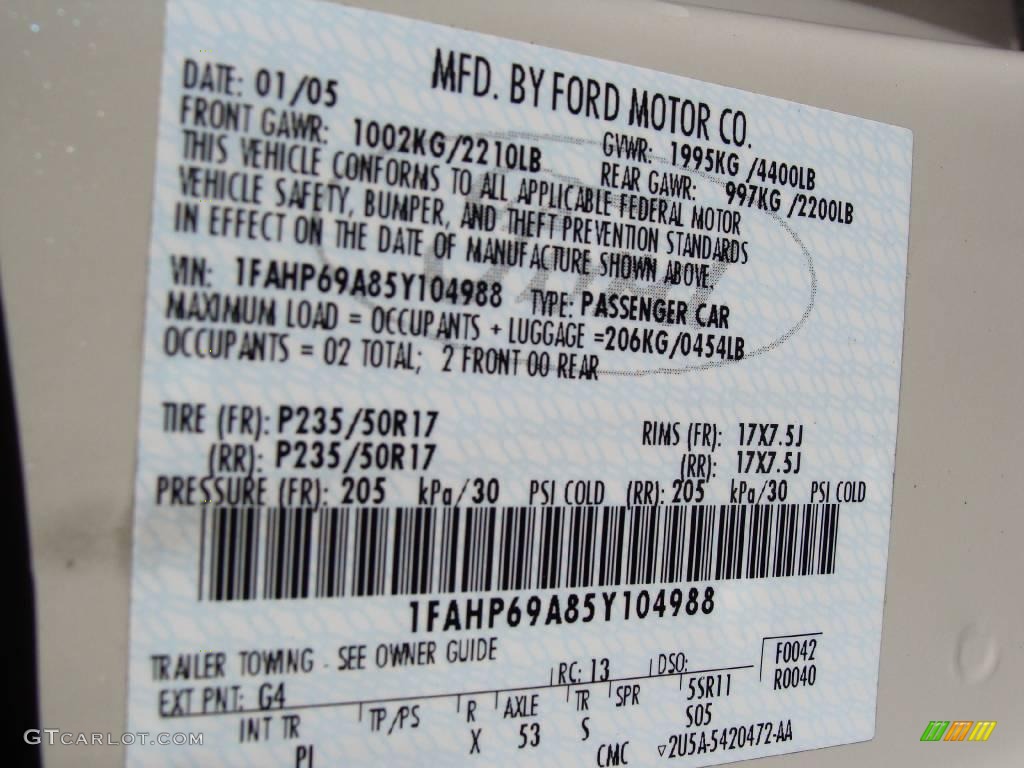 MFD. BY FORD MOTOR CO.
DATE: 01/05
GVWR: 1995KG /4400LB
FRONT GAWR: 1002KG/2210LB
REAR GAWR: 997KG /2200LB
THIS VEHICLE CONFORMS TO ALL APPLICABLE FEDERAL MOTOR
VEHICLE SAFETY, BUMPER, AND THEFT PREVENTION STANDARDS
IN EFFECT ON THE DATE OF MANUFACTURE SHOWN ABOVE.
VIN: 1FAHP69A85Y104988 TYPE: PASSENGER CAR
MAXIMUM LOAD = OCCUPANTS + LUGGAGE =206KG/0454LB
OCCUPANTS = 02 TOTAL; 2 FRONT 00 REAR
TIRE (FR): P235/50R17 RIMS (FR): 17X7.5J
(RR): P235/50R17 (RR): 17X7.5J
PRESSURE (FR): 205 kPa/30 PSI COLD (RR): 205 kPa/30 PSI COLD
1FAHP69A85Y104988
TRAILER TOWING - SEE OWNER GUIDE
F0042
EXT PNT: G4 RC: 13 DSO: R0040
INT TR TP/PS R AXLE TR SPR 5SR11
PI X 53 S S05
CMC ▽2U5A-5420472-AA
GTCARLOT.COM